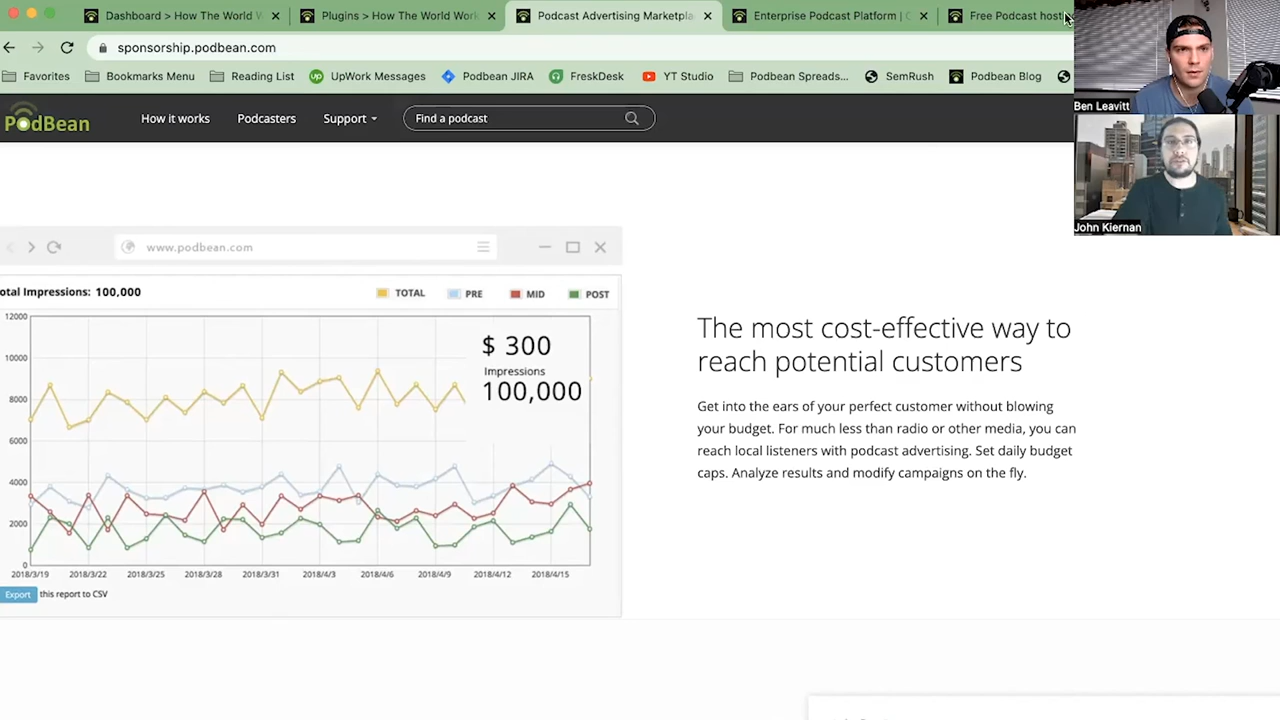 Dashboard > How The World W
Plugins > How The World Work
Podcast Advertising Marketpla
Enterprise Podcast Platform | C
Free Podcast hosti
sponsorship.podbean.com
Favorites
Bookmarks Menu
Reading List
UpWork Messages
Podbean JIRA
FreskDesk
YT Studio
Podbean Spreads...
SemRush
Podbean Blog
Ben Leavitt
PodBean
How it works
Podcasters
Support
Find a podcast
John Kiernan
www.podbean.com
otal Impressions: 100,000
TOTAL
PRE
MID
POST
12000
10000
8000
6000
4000
2000
0
$ 300
Impressions
100,000
2018/3/19
2018/3/22
2018/3/25
2018/3/28
2018/3/31
2018/4/3
2018/4/6
2018/4/9
2018/4/12
2018/4/15
Export this report to CSV
The most cost-effective way to
reach potential customers
Get into the ears of your perfect customer without blowing
your budget. For much less than radio or other media, you can
reach local listeners with podcast advertising. Set daily budget
caps. Analyze results and modify campaigns on the fly.